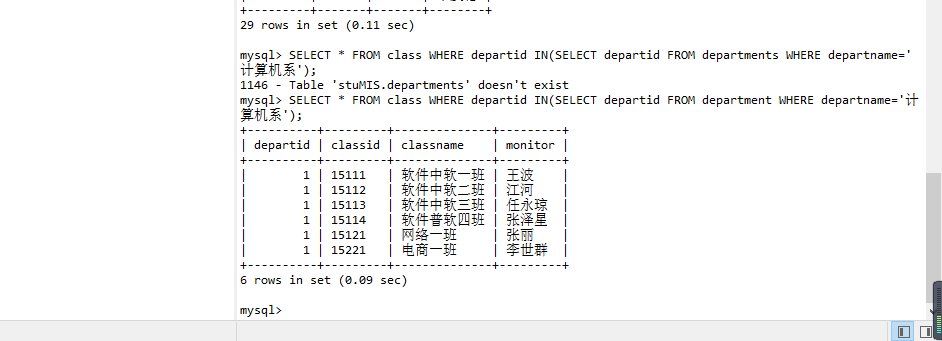 +---------+-------+-------+--------+
29 rows in set (0.11 sec)
mysql> SELECT * FROM class WHERE departid IN(SELECT departid FROM departments WHERE departname='
计算机系');
1146 - Table 'stuMIS.departments' doesn't exist
mysql> SELECT * FROM class WHERE departid IN(SELECT departid FROM department WHERE departname='计
算机系');
+----------+---------+--------------+---------+
| departid | classid | classname    | monitor |
+----------+---------+--------------+---------+
|        1 | 15111   | 软件中软一班 | 王波    |
|        1 | 15112   | 软件中软二班 | 江河    |
|        1 | 15113   | 软件中软三班 | 任永琼  |
|        1 | 15114   | 软件普软四班 | 张泽星  |
|        1 | 15121   | 网络一班     | 张丽    |
|        1 | 15221   | 电商一班     | 李世群  |
+----------+---------+--------------+---------+
6 rows in set (0.09 sec)
mysql>